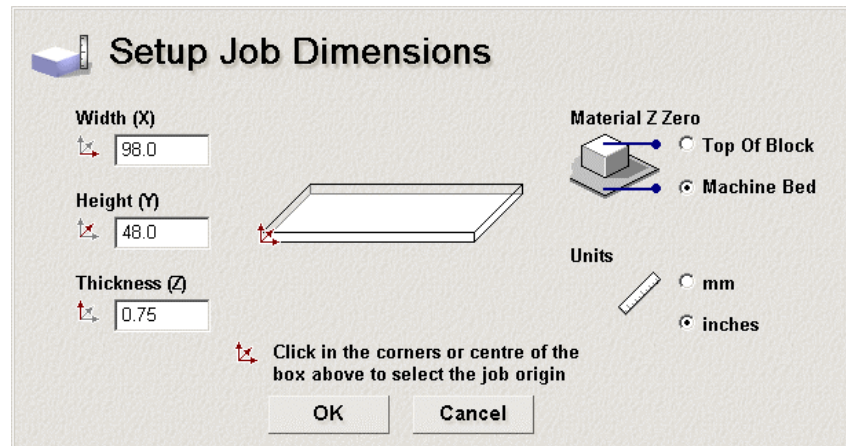 Setup Job Dimensions
Width (X)
98.0
Height (Y)
48.0
Thickness (Z)
0.75
Material Z Zero
Top Of Block
Machine Bed
Units
mm
inches
Click in the corners or centre of the
box above to select the job origin
OK
Cancel